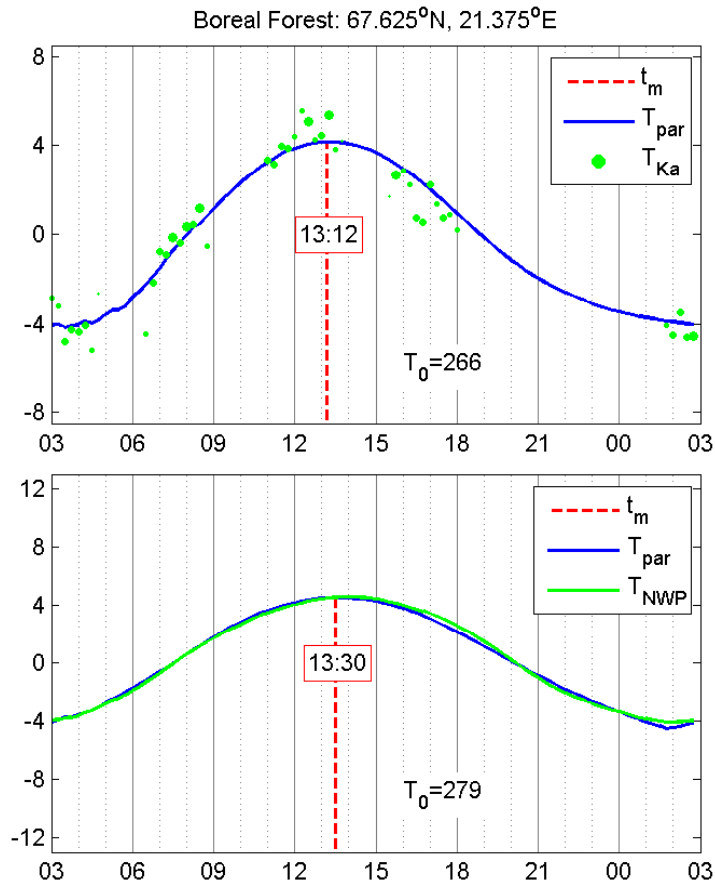 Boreal Forest: 67.625°N, 21.375°E
8
4
0
-4
-8
t_m
T_par
T_Ka
13:12
T_0=266
03 06 09 12 15 18 21 00 03
12
8
4
0
-4
-8
-12
t_m
T_par
T_NWP
13:30
T_0=279
03 06 09 12 15 18 21 00 03